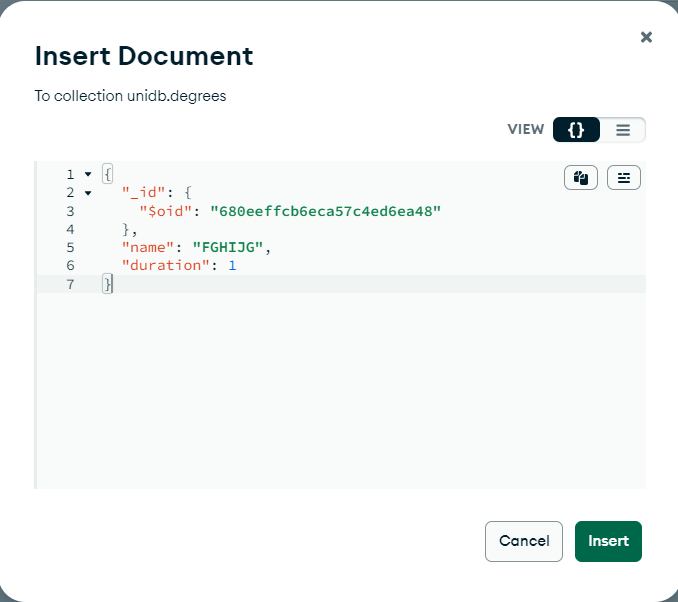 Insert Document
To collection unidb.degrees
VIEW {}
1 {
2 "_id": {
3 "$oid": "680eeffcb6eca57c4ed6ea48"
4 },
5 "name": "FGHIJG",
6 "duration": 1
7 }
Cancel Insert